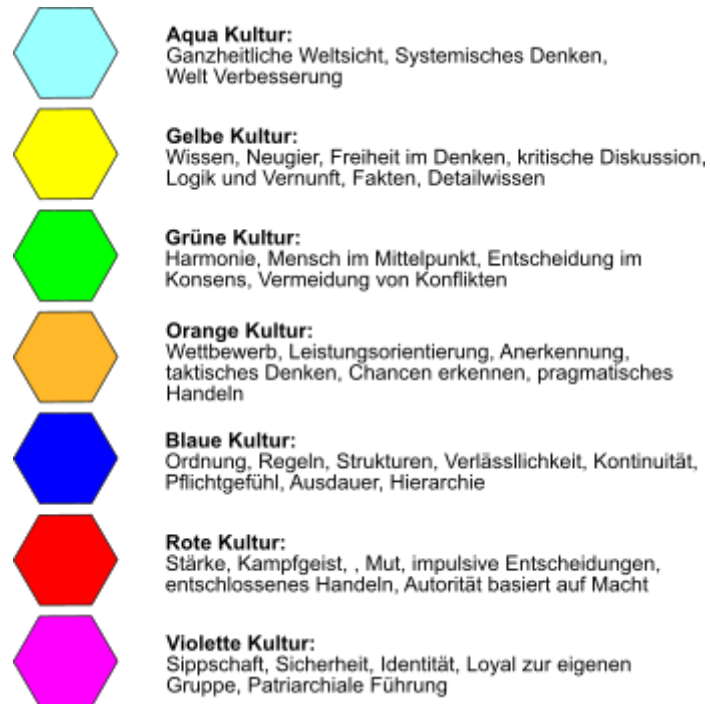 Aqua Kultur:
Ganzheitliche Weltsicht, Systemisches Denken,
Welt Verbesserung
Gelbe Kultur:
Wissen, Neugier, Freiheit im Denken, kritische Diskussion,
Logik und Vernunft, Fakten, Detailwissen
Grüne Kultur:
Harmonie, Mensch im Mittelpunkt, Entscheidung im
Konsens, Vermeidung von Konflikten
Orange Kultur:
Wettbewerb, Leistungsorientierung, Anerkennung,
taktisches Denken, Chancen erkennen, pragmatisches
Handeln
Blaue Kultur:
Ordnung, Regeln, Strukturen, Verlässllichkeit, Kontinuität,
Pflichtgefühl, Ausdauer, Hierarchie
Rote Kultur:
Stärke, Kampfgeist, , Mut, impulsive Entscheidungen,
entschlossenes Handeln, Autorität basiert auf Macht
Violette Kultur:
Sippschaft, Sicherheit, Identität, Loyal zur eigenen
Gruppe, Patriarchiale Führung